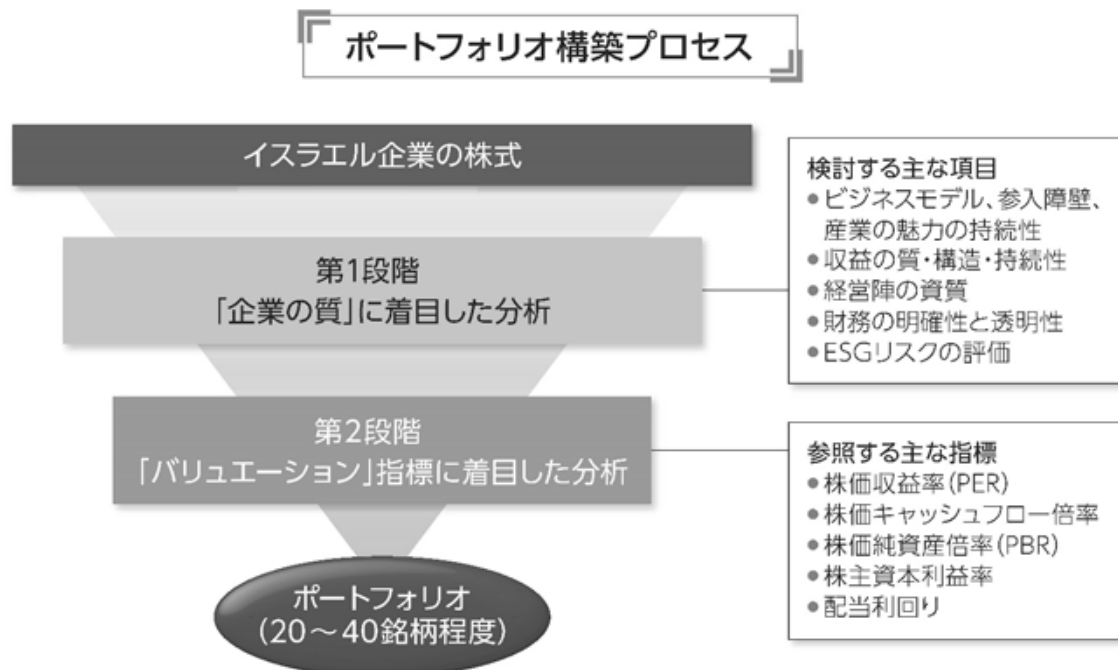 ポートフォリオ構築プロセス
イスラエル企業の株式
第1段階
「企業の質」に着目した分析
検討する主な項目
●ビジネスモデル、参入障壁、
産業の魅力の持続性
●収益の質・構造・持続性
●経営陣の資質
●財務の明確性と透明性
●ESGリスクの評価
第2段階
「バリュエーション」指標に着目した分析
参照する主な指標
●株価収益率(PER)
●株価キャッシュフロー倍率
●株価純資産倍率(PBR)
●株主資本利益率
●配当利回り
ポートフォリオ
(20～40銘柄程度)